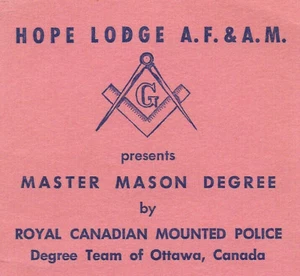 HOPE LODGE A.F.&A.M.
G
presents
MASTER MASON DEGREE
by
ROYAL CANADIAN MOUNTED POLICE
Degree Team of Ottawa, Canada